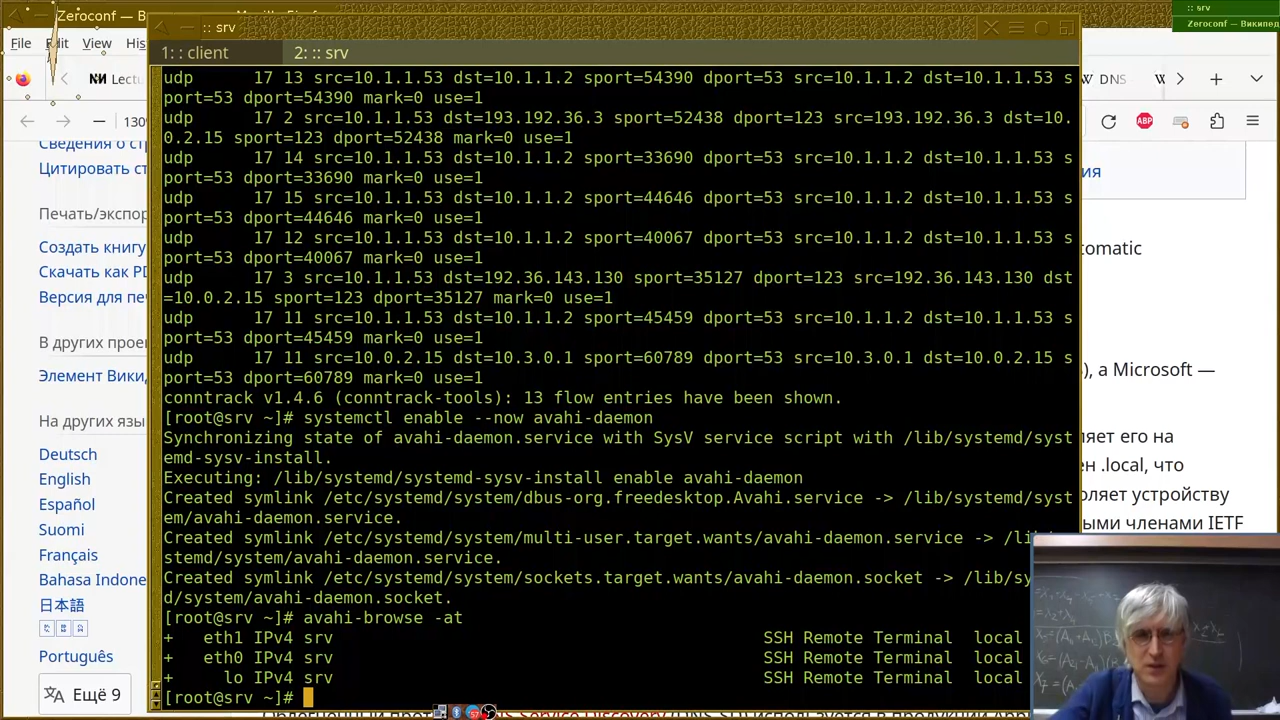 Zeroconf —
:: srv
:: srv
Zeroconf — Википед
File Edit View His
1: : client
2: :: srv
Lectu
DNS
130%
ABP
Сведения о ст
Цитировать ст
Печать/экспор
Создать книгу
Скачать как PD
Версия для печ
В других проек
Элемент Вики,
На других язы
Deutsch
English
Español
Suomi
Français
Bahasa Indone
日本語
Português
Ещё 9
udp 17 13 src=10.1.1.53 dst=10.1.1.2 sport=54390 dport=53 src=10.1.1.2 dst=10.1.1.53 s
port=53 dport=54390 mark=0 use=1
udp 17 2 src=10.1.1.53 dst=193.192.36.3 sport=52438 dport=123 src=193.192.36.3 dst=10.
0.2.15 sport=123 dport=52438 mark=0 use=1
udp 17 14 src=10.1.1.53 dst=10.1.1.2 sport=33690 dport=53 src=10.1.1.2 dst=10.1.1.53 s
port=53 dport=33690 mark=0 use=1
udp 17 15 src=10.1.1.53 dst=10.1.1.2 sport=44646 dport=53 src=10.1.1.2 dst=10.1.1.53 s
port=53 dport=44646 mark=0 use=1
udp 17 12 src=10.1.1.53 dst=10.1.1.2 sport=40067 dport=53 src=10.1.1.2 dst=10.1.1.53 s
port=53 dport=40067 mark=0 use=1
udp 17 3 src=10.1.1.53 dst=192.36.143.130 sport=35127 dport=123 src=192.36.143.130 dst
=10.0.2.15 sport=123 dport=35127 mark=0 use=1
udp 17 11 src=10.1.1.53 dst=10.1.1.2 sport=45459 dport=53 src=10.1.1.2 dst=10.1.1.53 s
port=53 dport=45459 mark=0 use=1
udp 17 11 src=10.0.2.15 dst=10.3.0.1 sport=60789 dport=53 src=10.3.0.1 dst=10.0.2.15 s
port=53 dport=60789 mark=0 use=1
conntrack v1.4.6 (conntrack-tools): 13 flow entries have been shown.
[root@srv ~]# systemctl enable --now avahi-daemon
Synchronizing state of avahi-daemon.service with SysV service script with /lib/systemd/syst
emd-sysv-install.
Executing: /lib/systemd/systemd-sysv-install enable avahi-daemon
Created symlink /etc/systemd/system/dbus-org.freedesktop.Avahi.service -> /lib/systemd/syst
em/avahi-daemon.service.
Created symlink /etc/systemd/system/multi-user.target.wants/avahi-daemon.service -> /li
stemd/system/avahi-daemon.service.
Created symlink /etc/systemd/system/sockets.target.wants/avahi-daemon.socket -> /lib/sy
d/system/avahi-daemon.socket.
[root@srv ~]# avahi-browse -at
+ eth1 IPv4 srv SSH Remote Terminal local
+ eth0 IPv4 srv SSH Remote Terminal local
+ lo IPv4 srv SSH Remote Terminal local
[root@srv ~]#
ия
omatic
), а Microsoft —
яет его на
ен .local, что
оляет устройству
ыми членами IETF